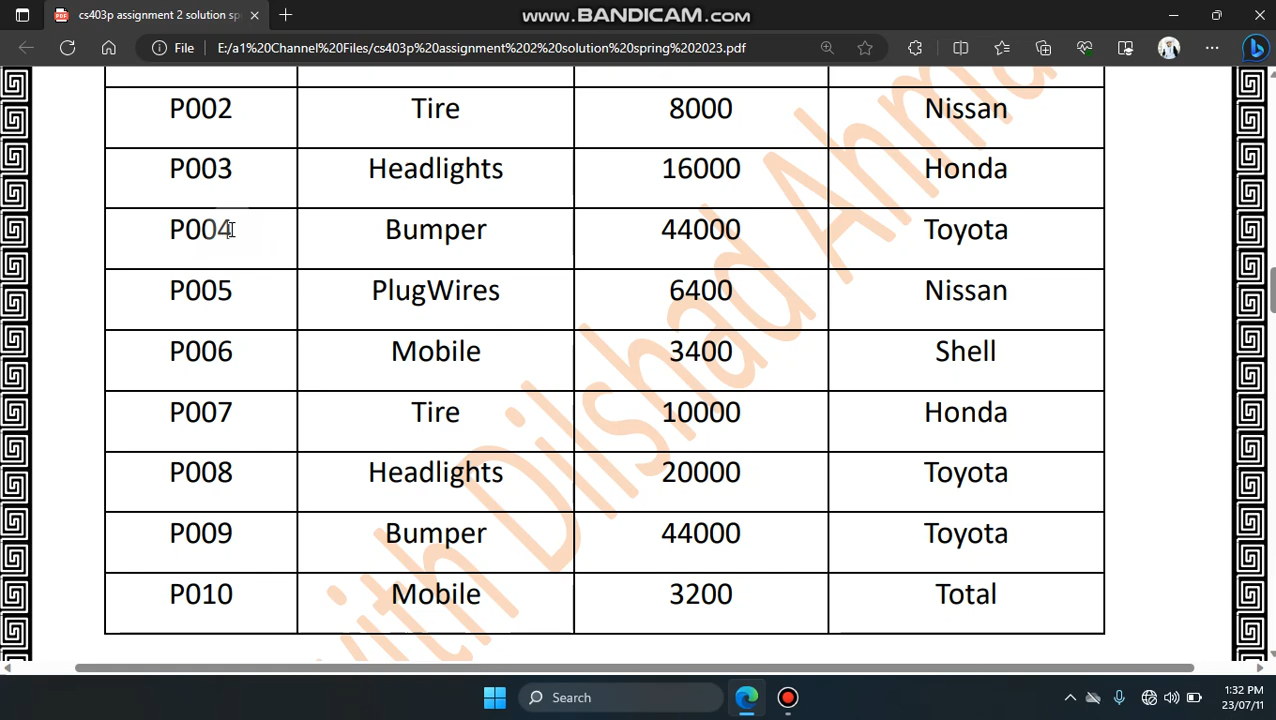 cs403p assignment 2 solution sp
www.BANDICAM.com
File E:/a1%20Channel%20Files/cs403p%20assignment%202%20solution%20spring%202023.pdf
P002 Tire 8000 Nissan
P003 Headlights 16000 Honda
P004 Bumper 44000 Toyota
P005 PlugWires 6400 Nissan
P006 Mobile 3400 Shell
P007 Tire 10000 Honda
P008 Headlights 20000 Toyota
P009 Bumper 44000 Toyota
P010 Mobile 3200 Total
with Dilshad Ahmad
Search
1:32 PM
23/07/11